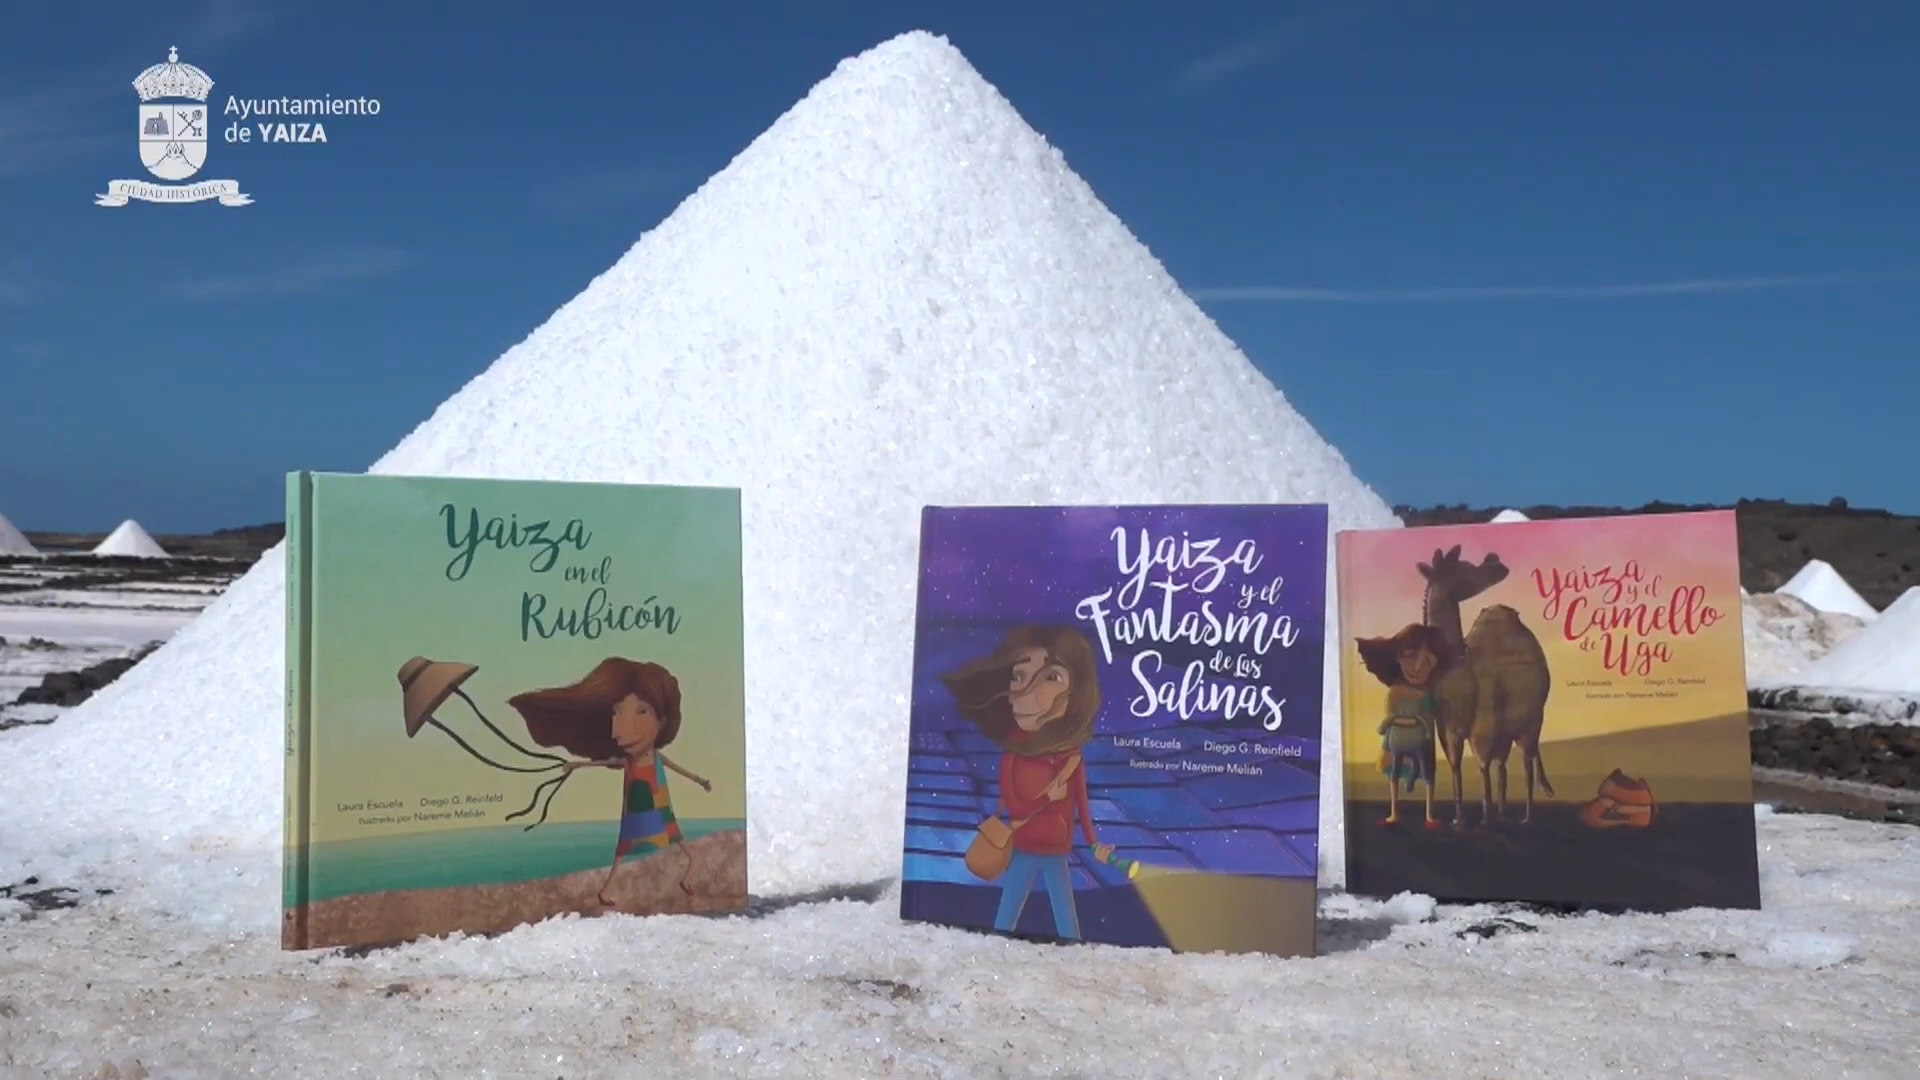 Ayuntamiento
de YAIZA
CIUDAD HISTÓRICA
Yaiza
en el
Rubicón
Laura Escuela Diego G. Reinfeld
Ilustrado por Nareme Melián
Yaiza
y el
Fantasma
de Las
Salinas
Laura Escuela Diego G. Reinfield
Ilustrado por Nareme Melián
Yaiza
y el
Camello
de Uga
Laura Escuela Diego G. Reinfeld
Ilustrado por Nareme Melián